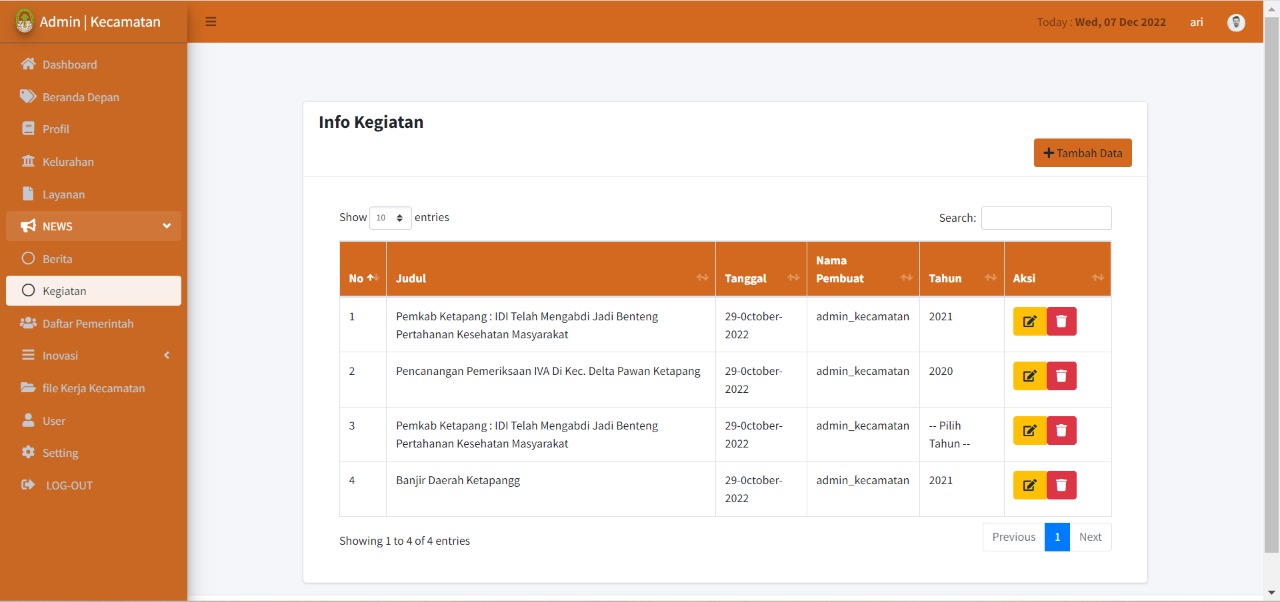 Admin | Kecamatan
Today : Wed, 07 Dec 2022 ari
Dashboard
Beranda Depan
Profil
Kelurahan
Layanan
NEWS
Berita
Kegiatan
Daftar Pemerintah
Inovasi
file Kerja Kecamatan
User
Setting
LOG-OUT
Info Kegiatan
Tambah Data
Show 10 entries
Search:
No Judul Tanggal Nama Pembuat Tahun Aksi
1 Pemkab Ketapang : IDI Telah Mengabdi Jadi Benteng 29-October- admin_kecamatan 2021
Pertahanan Kesehatan Masyarakat 2022
2 Pencanangan Pemeriksaan IVA Di Kec. Delta Pawan Ketapang 29-October- admin_kecamatan 2020
2022
3 Pemkab Ketapang : IDI Telah Mengabdi Jadi Benteng 29-October- admin_kecamatan -- Pilih
Pertahanan Kesehatan Masyarakat 2022 Tahun --
4 Banjir Daerah Ketapangg 29-October- admin_kecamatan 2021
2022
Showing 1 to 4 of 4 entries
Previous 1 Next